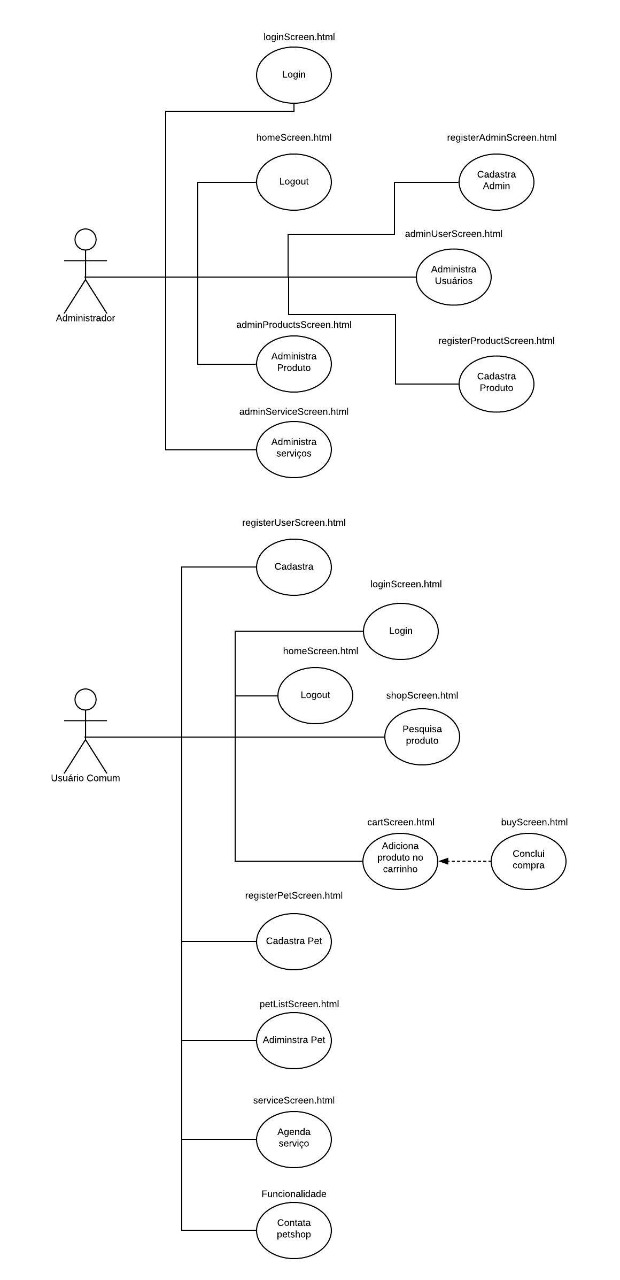 loginScreen.html
Login
homeScreen.html
registerAdminScreen.html
Logout
Cadastra
Admin
adminUserScreen.html
Administra
Usuários
Administrador
adminProductsScreen.html
registerProductScreen.html
Administra
Produto
Cadastra
Produto
adminServiceScreen.html
Administra
serviços
registerUserScreen.html
Cadastra
loginScreen.html
Login
homeScreen.html
Logout
shopScreen.html
Pesquisa
produto
Usuário Comum
cartScreen.html
buyScreen.html
Adiciona
produto no
carrinho
Conclui
compra
registerPetScreen.html
Cadastra Pet
petListScreen.html
Adiminstra Pet
serviceScreen.html
Agenda
serviço
Funcionalidade
Contata
petshop